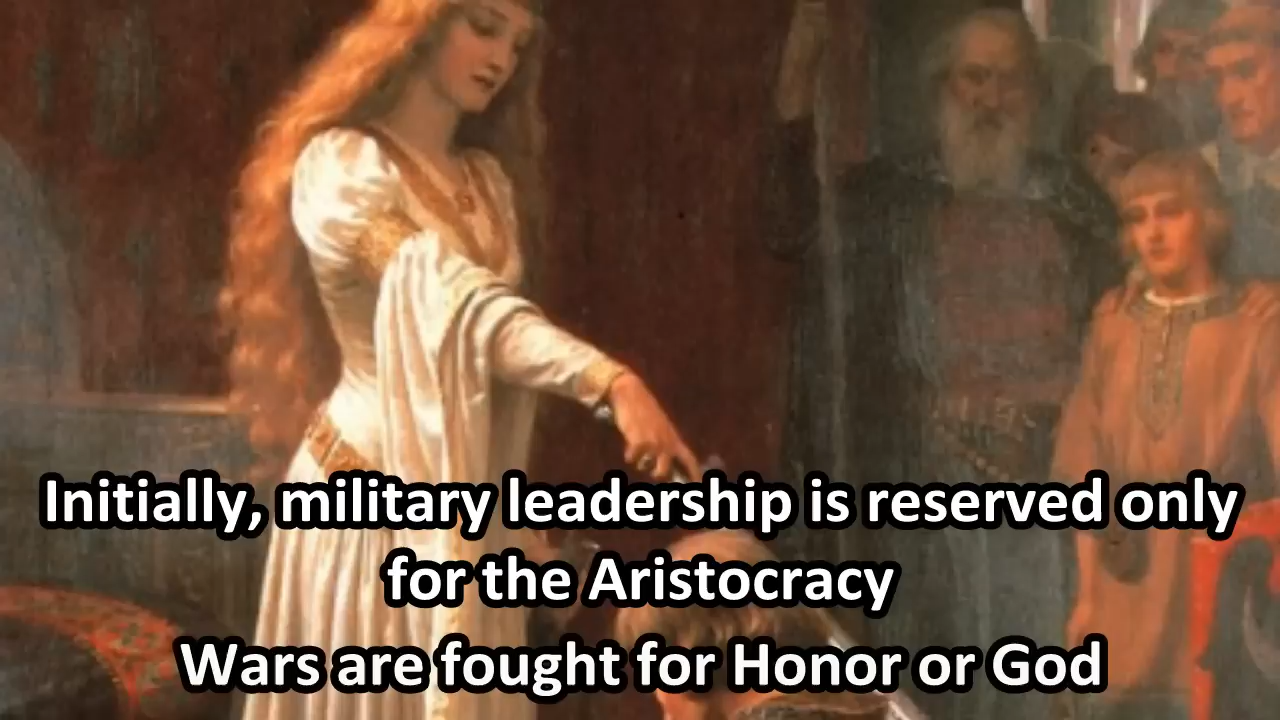 Initially, military leadership is reserved only
for the Aristocracy
Wars are fought for Honor or God